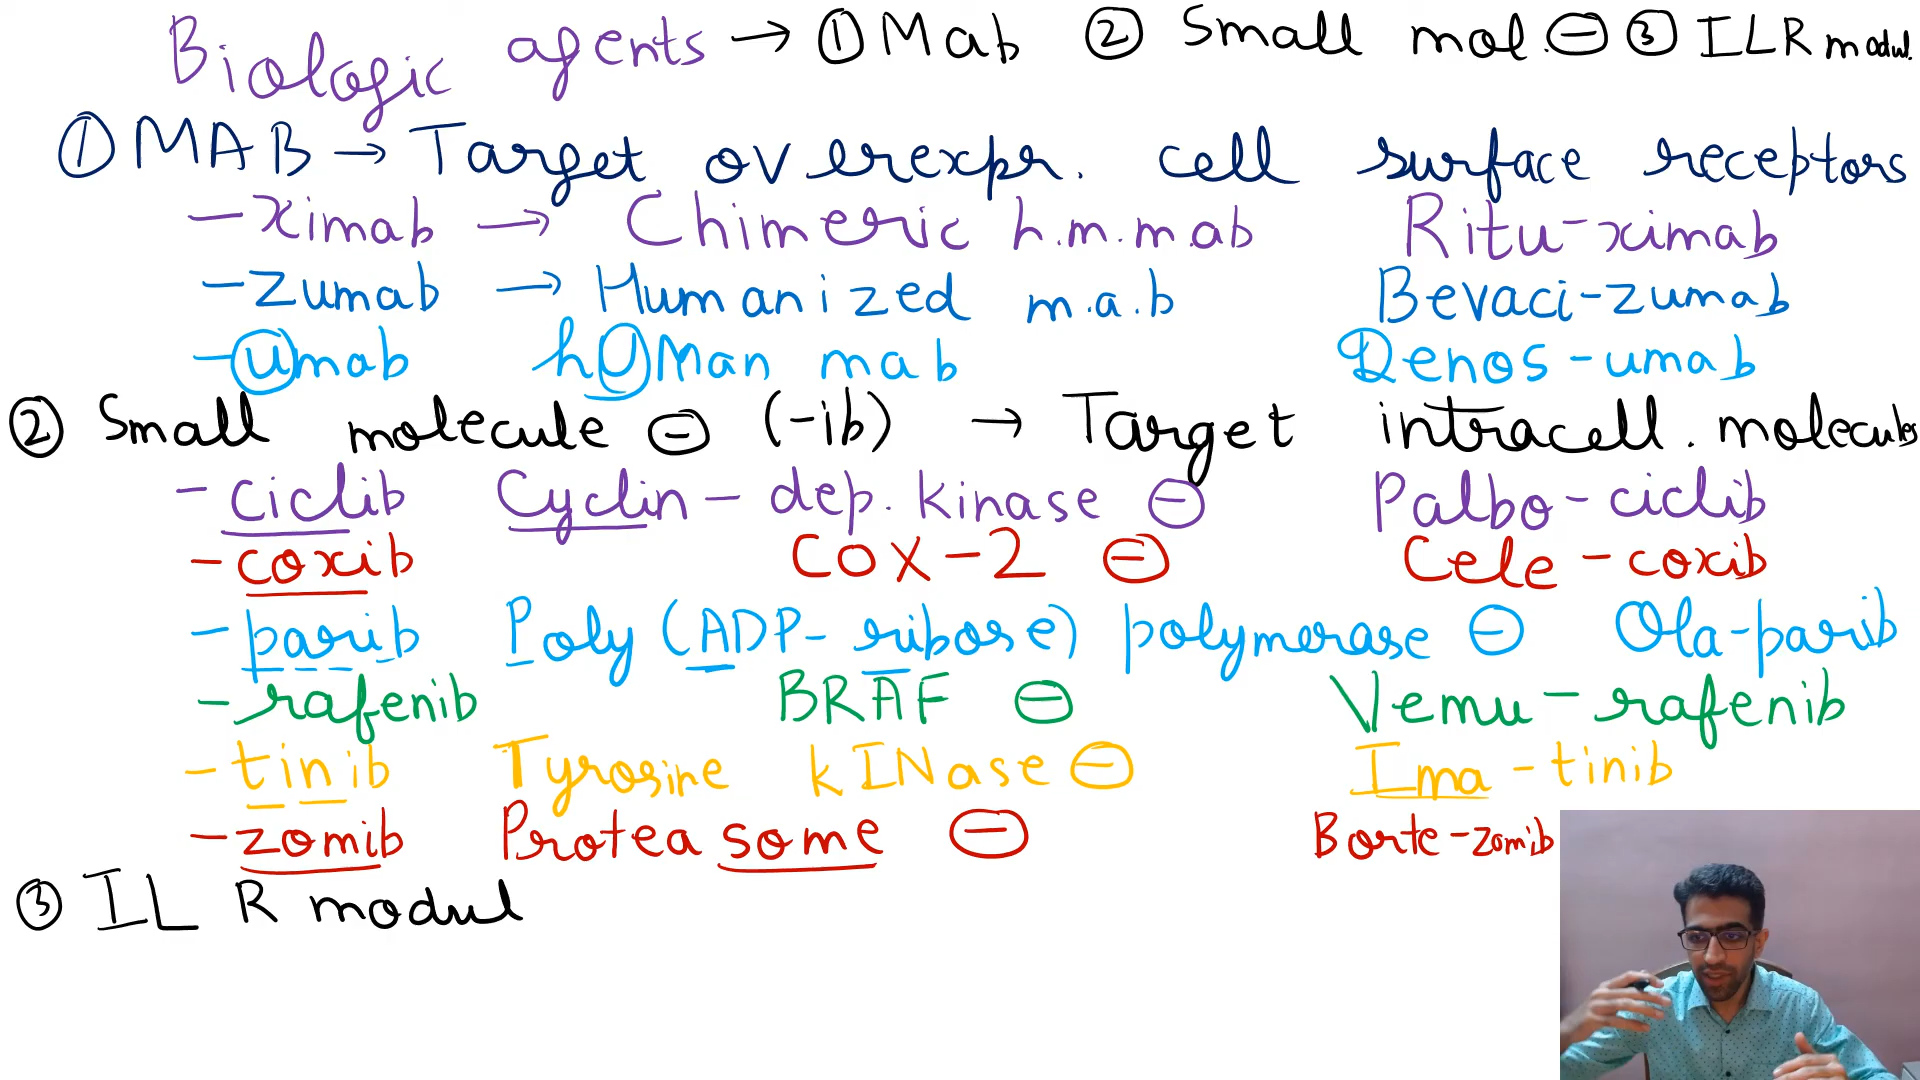 Biologic agents → ① Mab ② Small mol. ⊖ ③ ILR modul.
① MAB → Target overexpr. cell surface receptors
-ximab → Chimeric h.m.m.ab Ritu-ximab
-zumab → Humanized m.a.b Bevaci-zumab
-umab hUMan mab Denos-umab
② Small molecule ⊖ (-ib) → Target intracell. molecules
-ciclib Cyclin-dep. kinase ⊖ Palbo-ciclib
-coxib COX-2 ⊖ Cele-coxib
-parib Poly (ADP-ribose) polymerase ⊖ Ola-parib
-rafenib BRAF ⊖ Vemu-rafenib
-tinib Tyrosine kINase ⊖ Ima-tinib
-zomib Proteasome ⊖ Borte-zomib
③ IL R modul